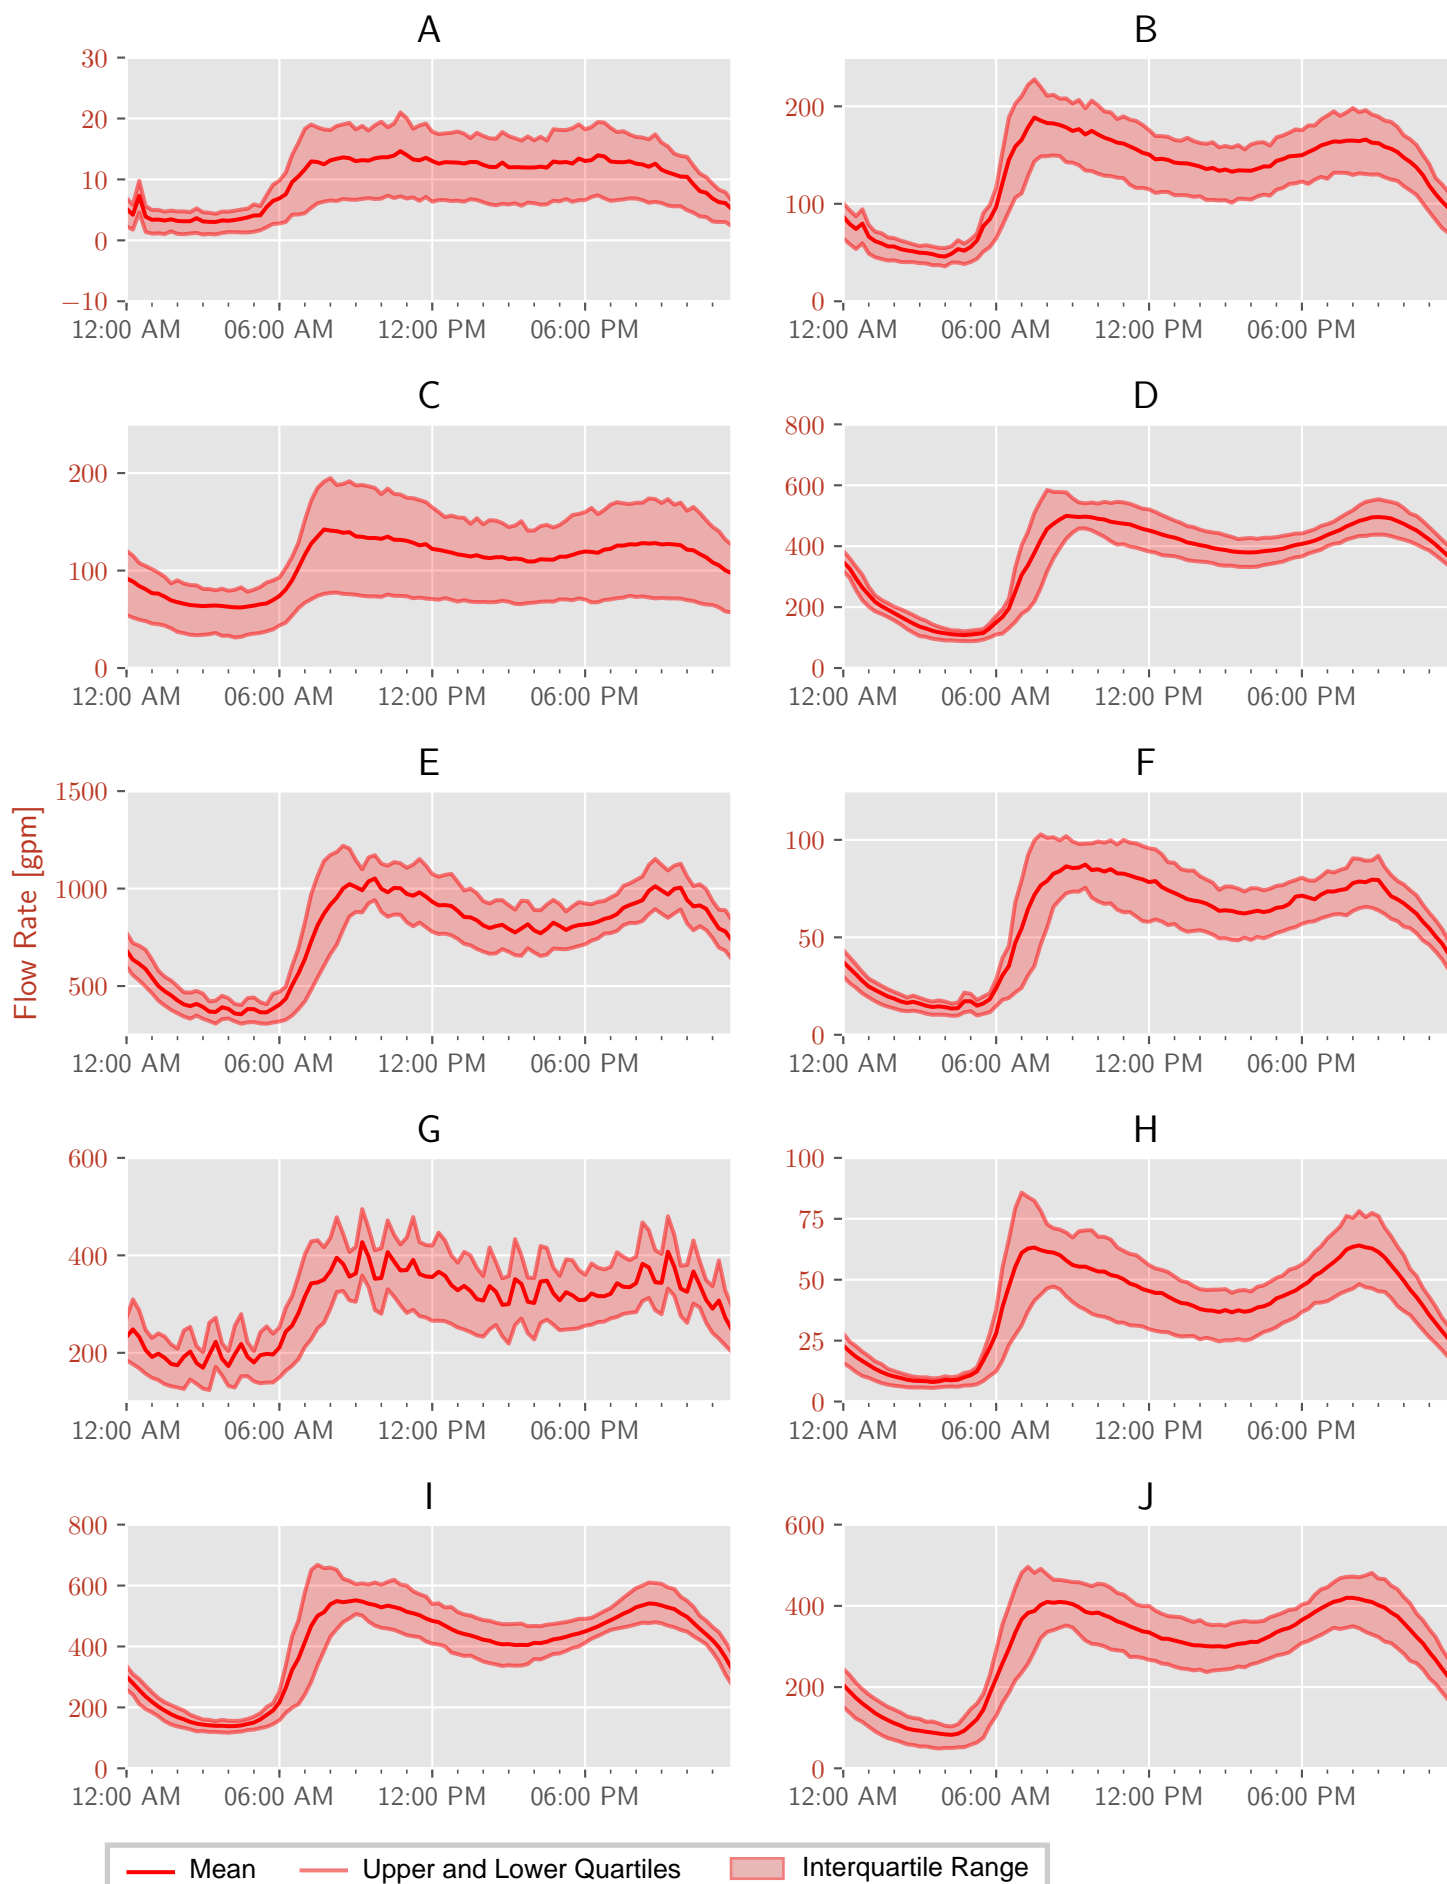 A
30
20
10
0
−10
12:00 AM 06:00 AM 12:00 PM 06:00 PM
B
200
100
0
12:00 AM 06:00 AM 12:00 PM 06:00 PM
C
200
100
0
12:00 AM 06:00 AM 12:00 PM 06:00 PM
D
800
600
400
200
0
12:00 AM 06:00 AM 12:00 PM 06:00 PM
Flow Rate [gpm]
E
1500
1000
500
12:00 AM 06:00 AM 12:00 PM 06:00 PM
F
100
50
0
12:00 AM 06:00 AM 12:00 PM 06:00 PM
G
600
400
200
12:00 AM 06:00 AM 12:00 PM 06:00 PM
H
100
75
50
25
0
12:00 AM 06:00 AM 12:00 PM 06:00 PM
I
800
600
400
200
0
12:00 AM 06:00 AM 12:00 PM 06:00 PM
J
600
400
200
0
12:00 AM 06:00 AM 12:00 PM 06:00 PM
Mean Upper and Lower Quartiles Interquartile Range